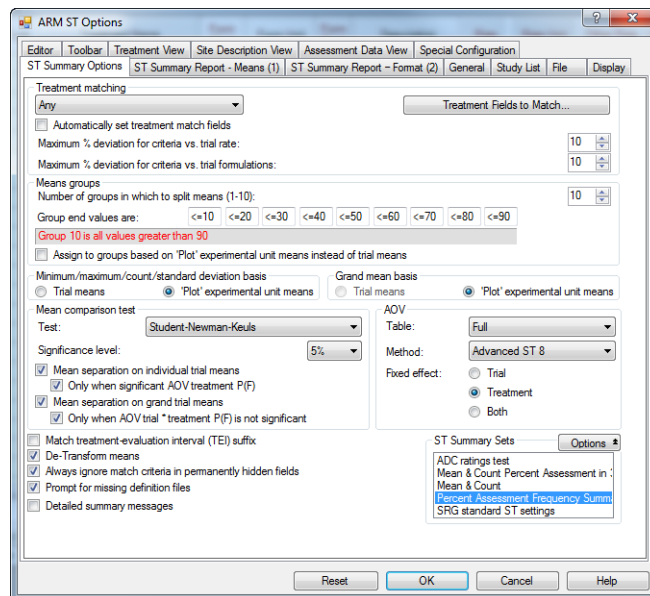 ARM ST Options
Editor Toolbar Treatment View Site Description View Assessment Data View Special Configuration
ST Summary Options ST Summary Report - Means (1) ST Summary Report - Format (2) General Study List File Display
Treatment matching
Any Treatment Fields to Match...
Automatically set treatment match fields
Maximum % deviation for criteria vs. trial rate: 10
Maximum % deviation for criteria vs. trial formulations: 10
Means groups
Number of groups in which to split means (1-10): 10
Group end values are: <=10 <=20 <=30 <=40 <=50 <=60 <=70 <=80 <=90
Group 10 is all values greater than 90
Assign to groups based on 'Plot' experimental unit means instead of trial means
Minimum/maximum/count/standard deviation basis Grand mean basis
Trial means 'Plot' experimental unit means Trial means 'Plot' experimental unit means
Mean comparison test AOV
Test: Student-Newman-Keuls Table: Full
Significance level: 5% Method: Advanced ST 8
Mean separation on individual trial means Fixed effect: Trial
Only when significant AOV treatment P(F) Treatment
Mean separation on grand trial means Both
Only when AOV trial * treatment P(F) is not significant
Match treatment-evaluation interval (TEI) suffix ST Summary Sets Options
De-Transform means ADC ratings test
Always ignore match criteria in permanently hidden fields Mean & Count Percent Assessment in
Prompt for missing definition files Mean & Count
Detailed summary messages Percent Assessment Frequency Summ
SRG standard ST settings
Reset OK Cancel Help